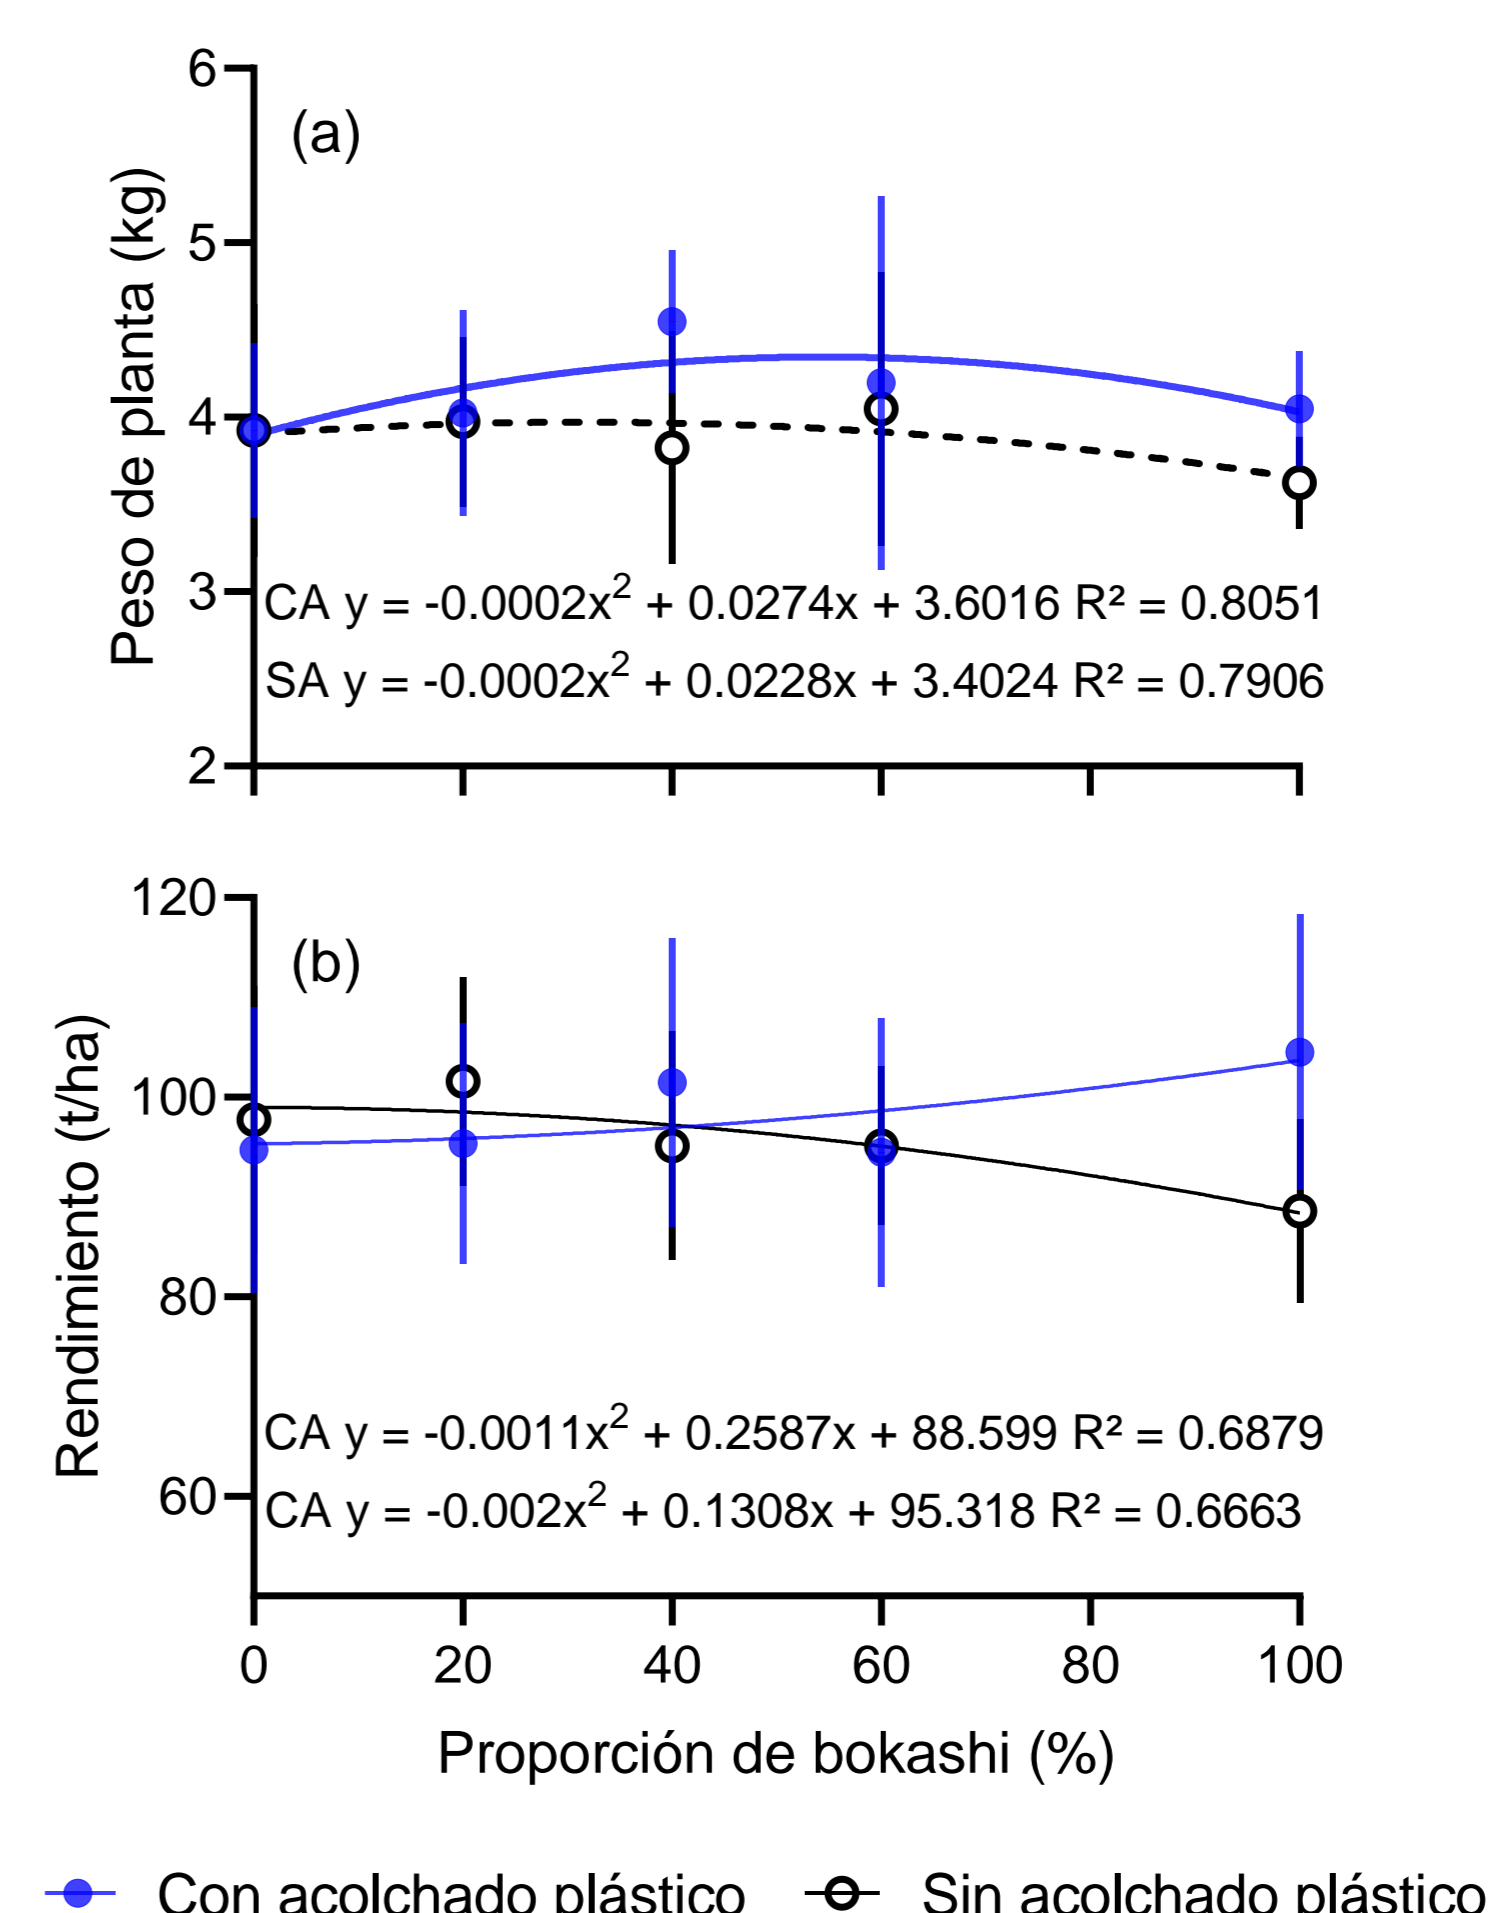 6
(a)
5
4
3
2
Peso de planta (kg)
CA y = -0.0002x² + 0.0274x + 3.6016 R² = 0.8051
SA y = -0.0002x² + 0.0228x + 3.4024 R² = 0.7906
120
(b)
100
80
60
Rendimiento (t/ha)
CA y = -0.0011x² + 0.2587x + 88.599 R² = 0.6879
CA y = -0.002x² + 0.1308x + 95.318 R² = 0.6663
0 20 40 60 80 100
Proporción de bokashi (%)
Con acolchado plástico Sin acolchado plástico